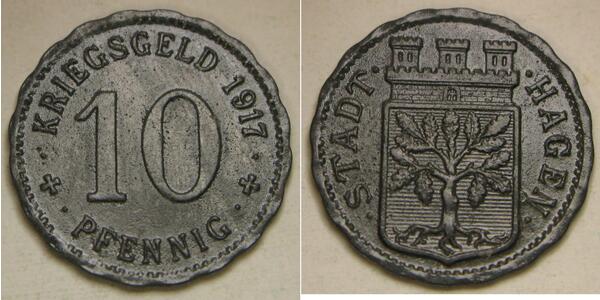 · KRIEGSGELD 1917 ·
10
· PFENNIG ·
STADT · HAGEN ·